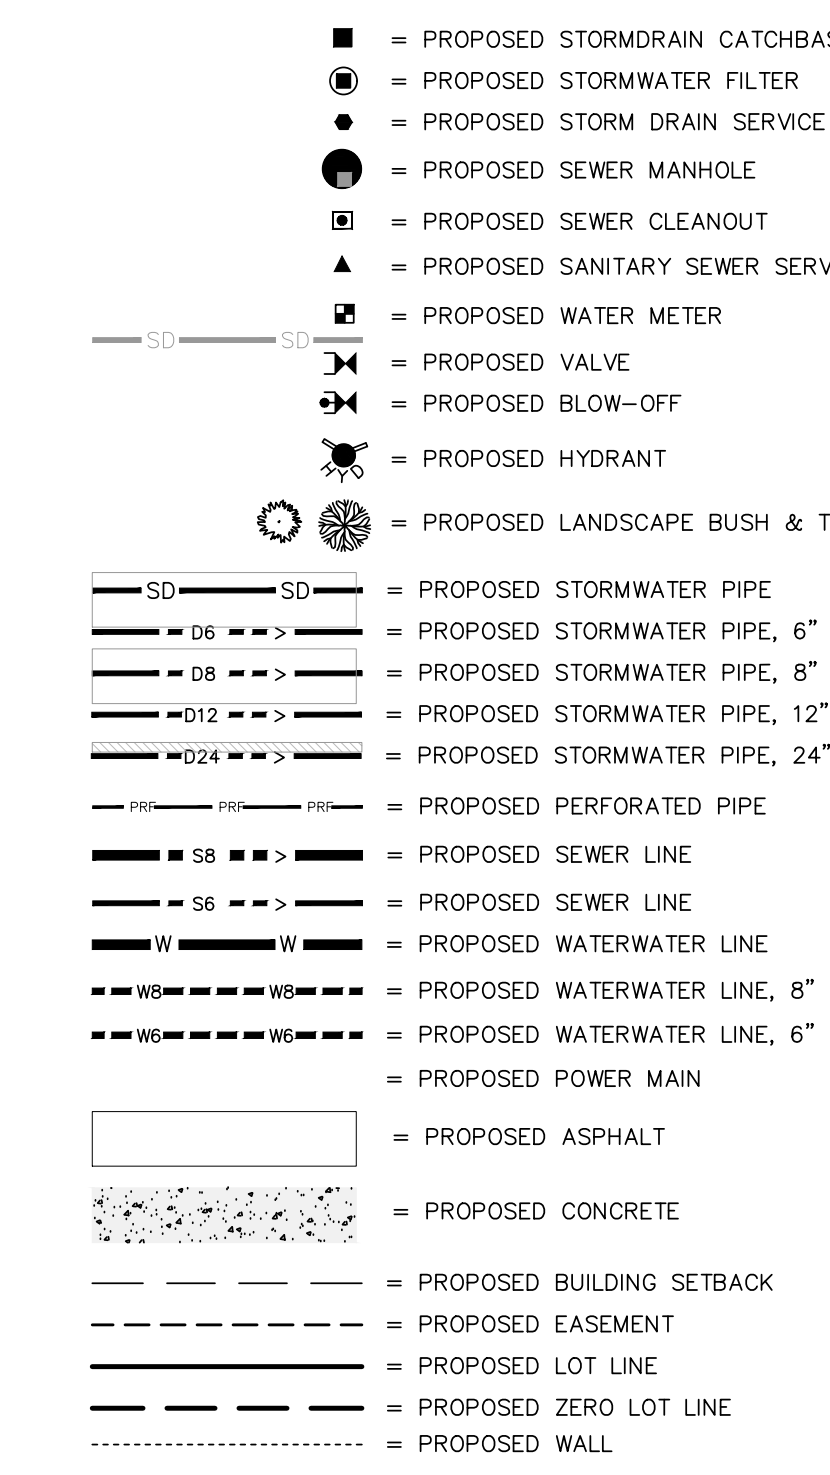 = PROPOSED STORMDRAIN
= PROPOSED STORMWATER FILTER
= PROPOSED STORM DRAIN SERVICE
= PROPOSED SEWER MANHOLE
= PROPOSED SEWER CLEANOUT
= PROPOSED SANITARY SEWER
= PROPOSED WATER METER
SD SD
= PROPOSED VALVE
= PROPOSED BLOW-OFF
HYD = PROPOSED HYDRANT
= PROPOSED LANDSCAPE BUSH &
SD SD = PROPOSED STORMWATER PIPE
D6 > = PROPOSED STORMWATER PIPE, 6"
D8 > = PROPOSED STORMWATER PIPE, 8"
D12 > = PROPOSED STORMWATER PIPE, 12"
D24 > = PROPOSED STORMWATER PIPE, 24"
PRF PRF PRF = PROPOSED PERFORATED PIPE
S8 > = PROPOSED SEWER LINE
S6 > = PROPOSED SEWER LINE
W W = PROPOSED WATERWATER LINE
W8 W8 = PROPOSED WATERWATER LINE, 8"
W6 W6 = PROPOSED WATERWATER LINE, 6"
= PROPOSED POWER MAIN
= PROPOSED ASPHALT
= PROPOSED CONCRETE
= PROPOSED BUILDING SETBACK
= PROPOSED EASEMENT
= PROPOSED LOT LINE
= PROPOSED ZERO LOT LINE
= PROPOSED WALL